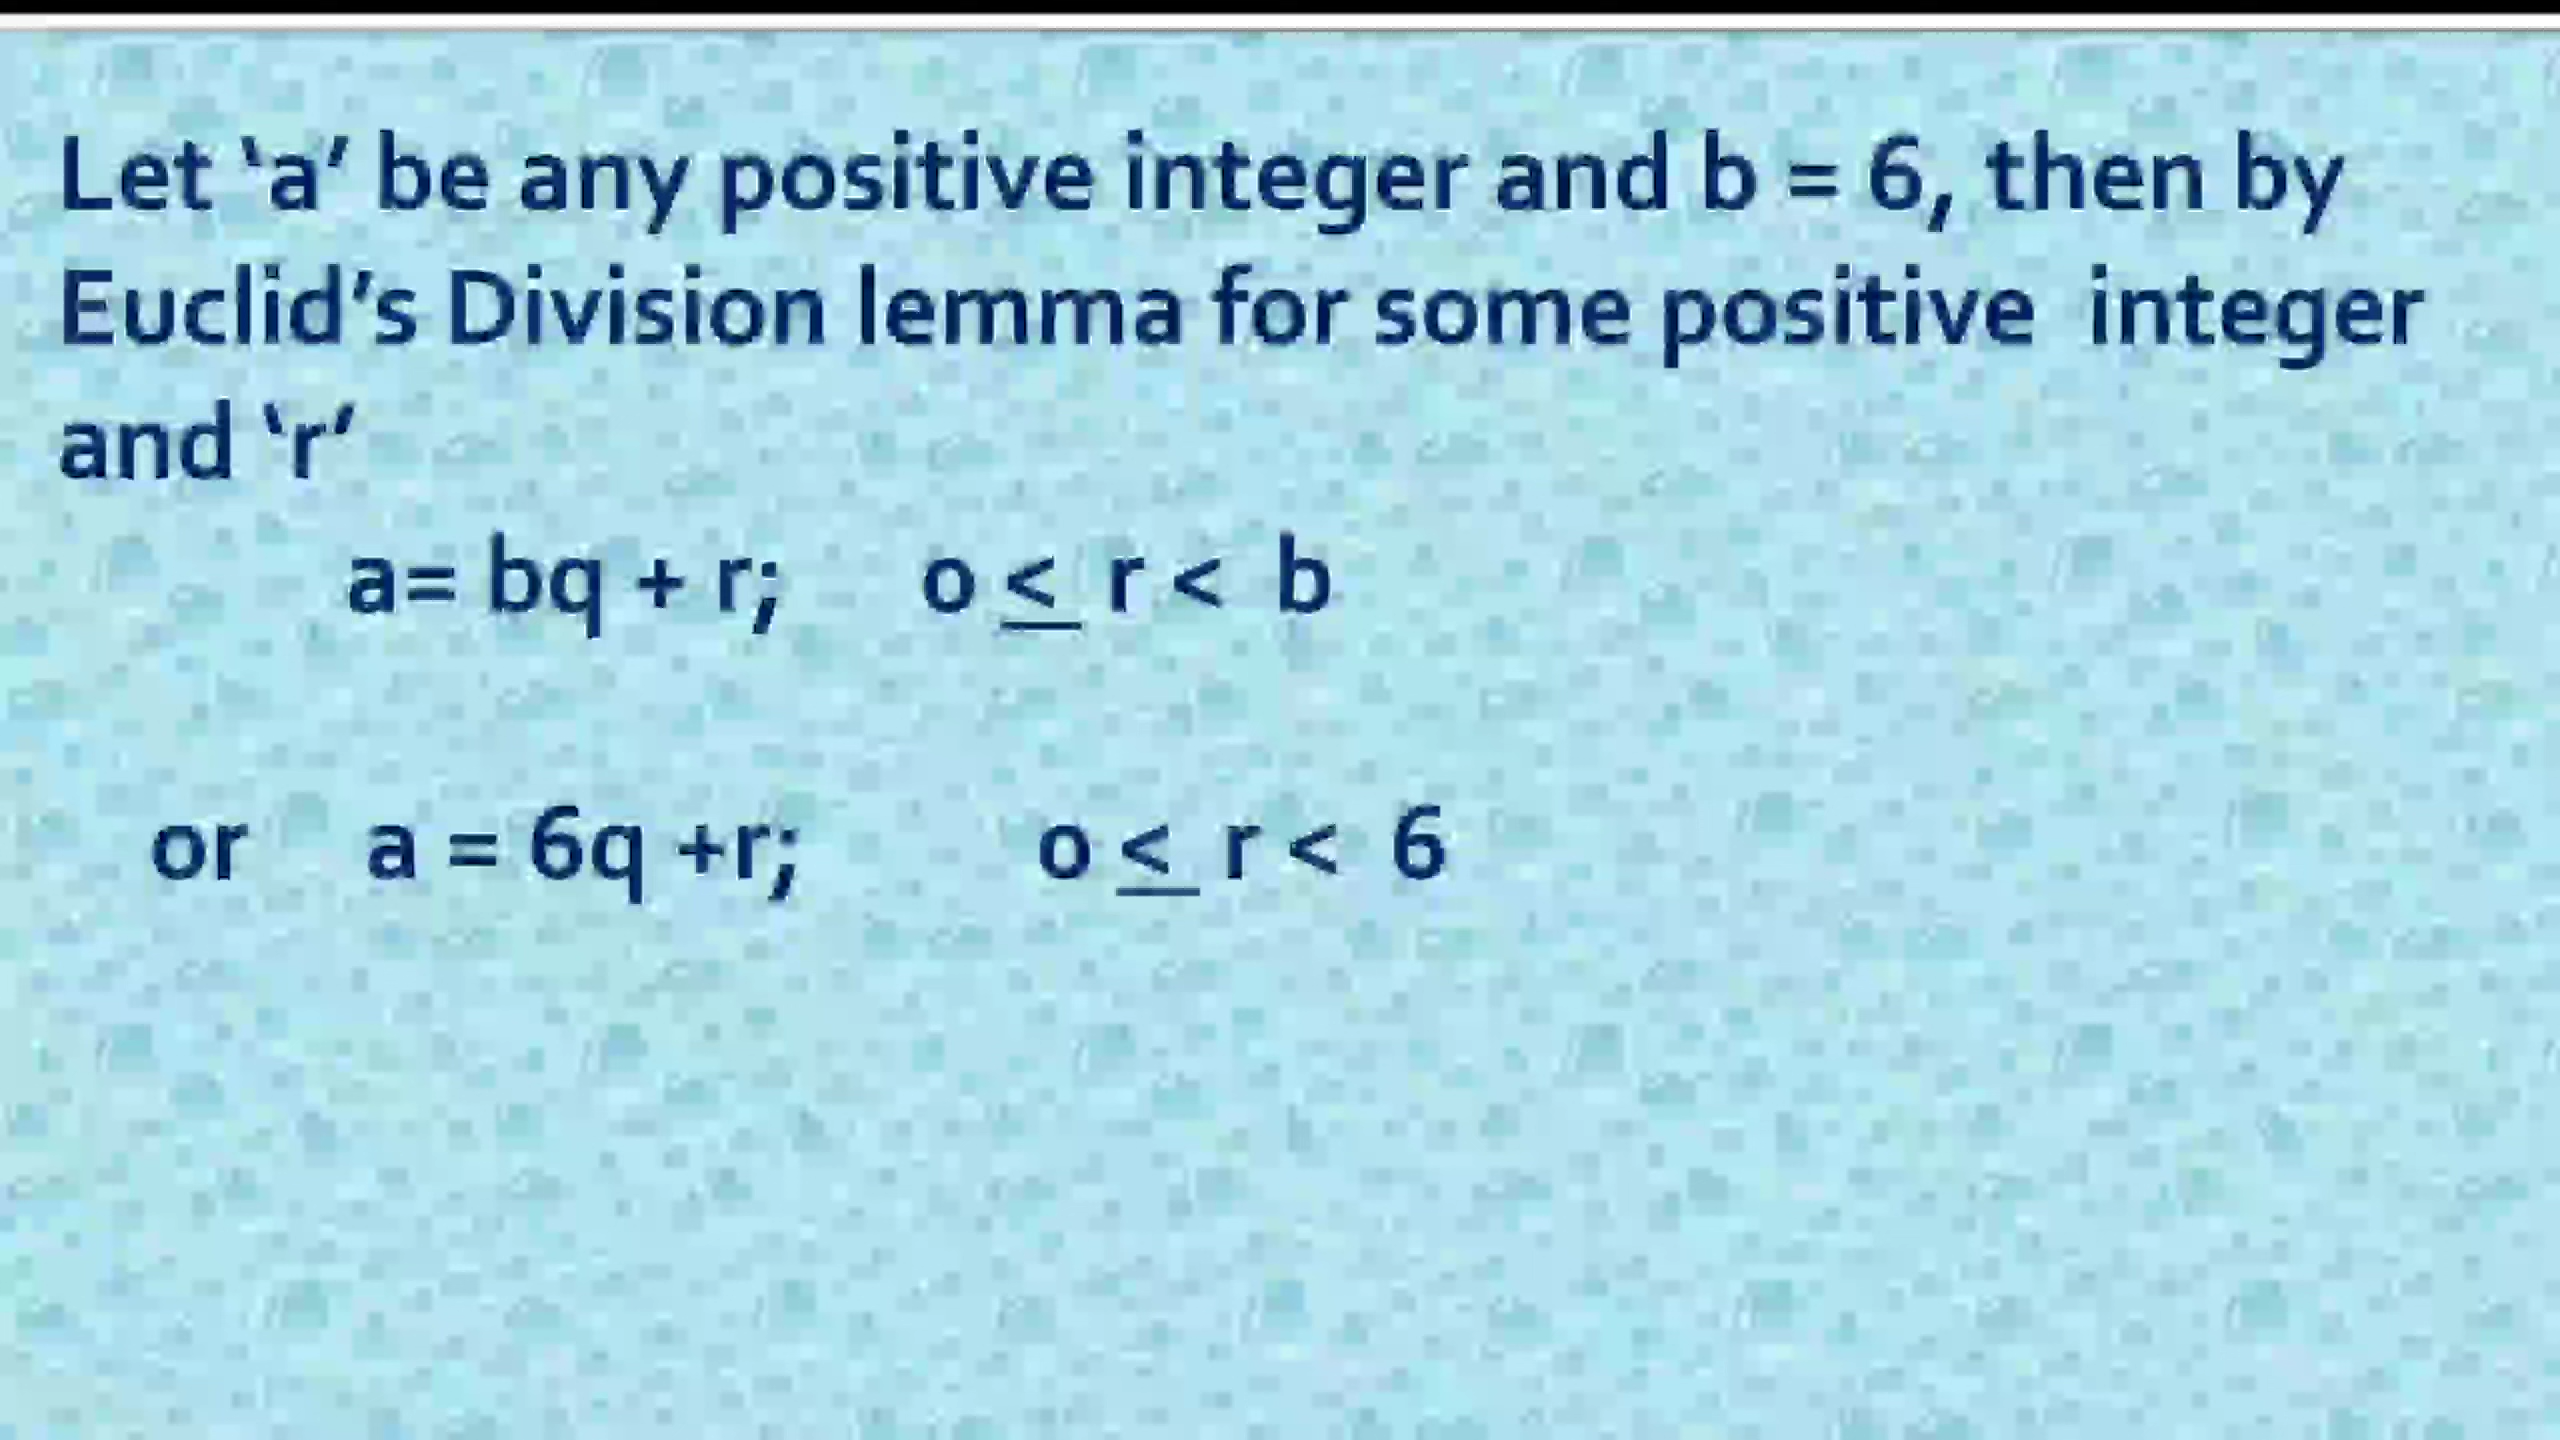 Let ‘a’ be any positive integer and b = 6, then by
Euclid’s Division lemma for some positive integer
and ‘r’
a= bq + r; o ≤ r < b
or a = 6q +r; o ≤ r < 6